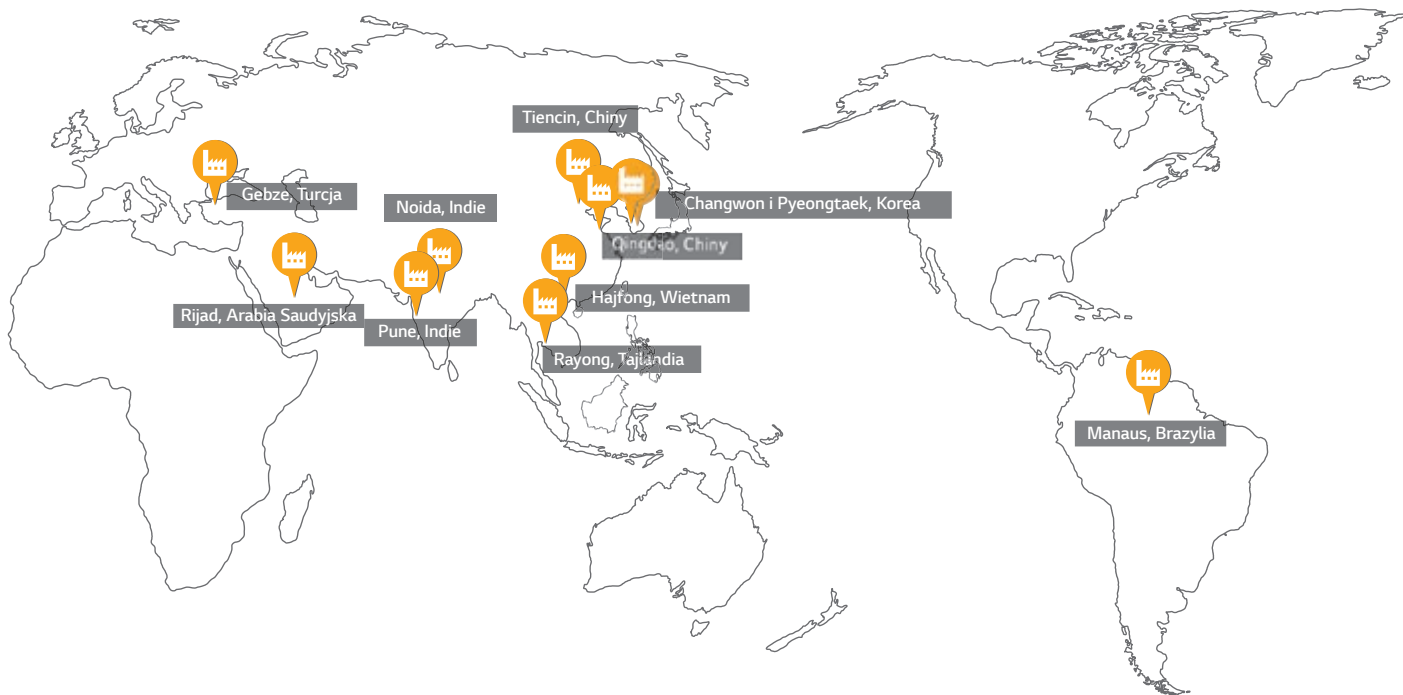 Tiencin, Chiny
Gebze, Turcja
Noida, Indie
Changwon i Pyeongtaek, Korea
Qingdao, Chiny
Hajfong, Wietnam
Rijad, Arabia Saudyjska
Pune, Indie
Rayong, Tajlandia
Manaus, Brazylia